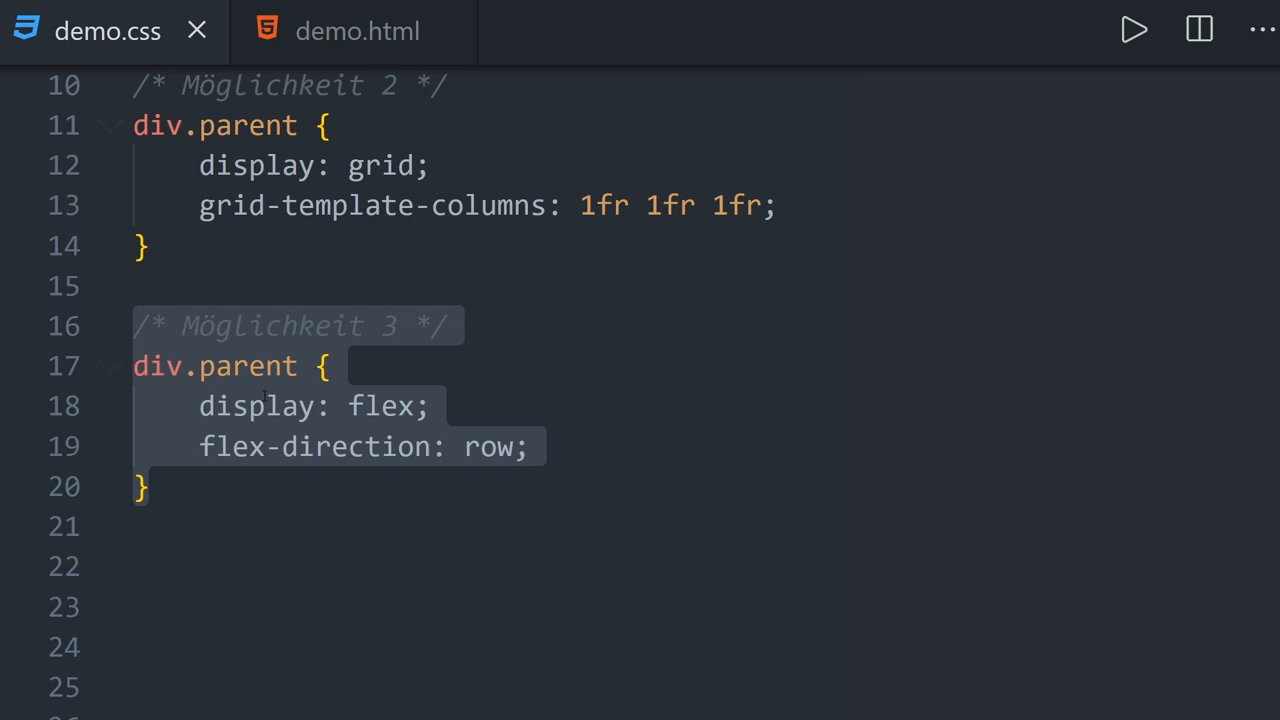 demo.css
demo.html
10 /* Möglichkeit 2 */
11 div.parent {
12 display: grid;
13 grid-template-columns: 1fr 1fr 1fr;
14 }
15
16 /* Möglichkeit 3 */
17 div.parent {
18 display: flex;
19 flex-direction: row;
20 }
21
22
23
24
25